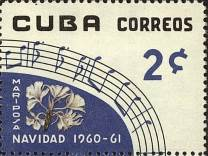 CUBA CORREOS
2¢
MARIPOSA
NAVIDAD 1960-61